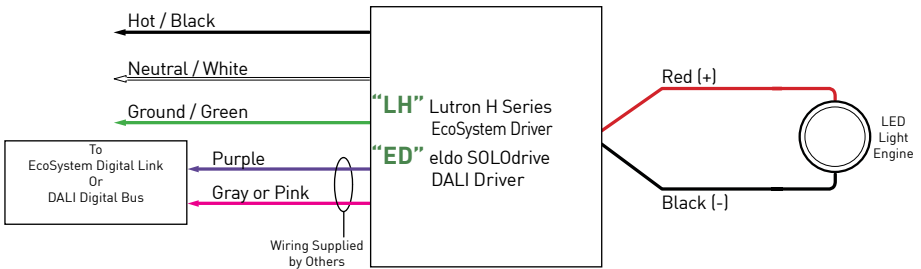 Hot / Black
Neutral / White
Ground / Green
To
EcoSystem Digital Link
Or
DALI Digital Bus
Purple
Gray or Pink
Wiring Supplied
by Others
“LH” Lutron H Series
EcoSystem Driver
“ED” eldo SOLOdrive
DALI Driver
Red (+)
Black (-)
LED
Light
Engine